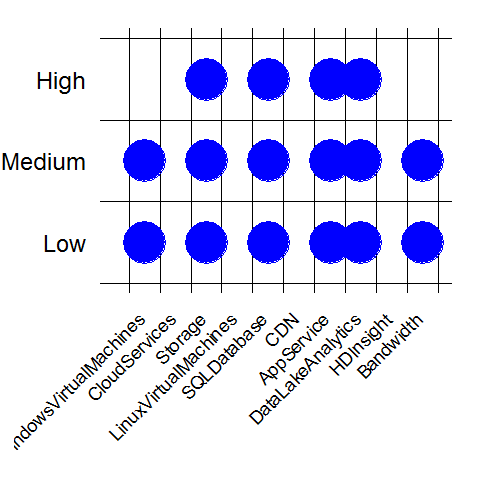 High
Medium
Low
ndowsVirtualMachines
CloudServices
Storage
LinuxVirtualMachines
SQLDatabase
CDN
AppService
DataLakeAnalytics
HDInsight
Bandwidth